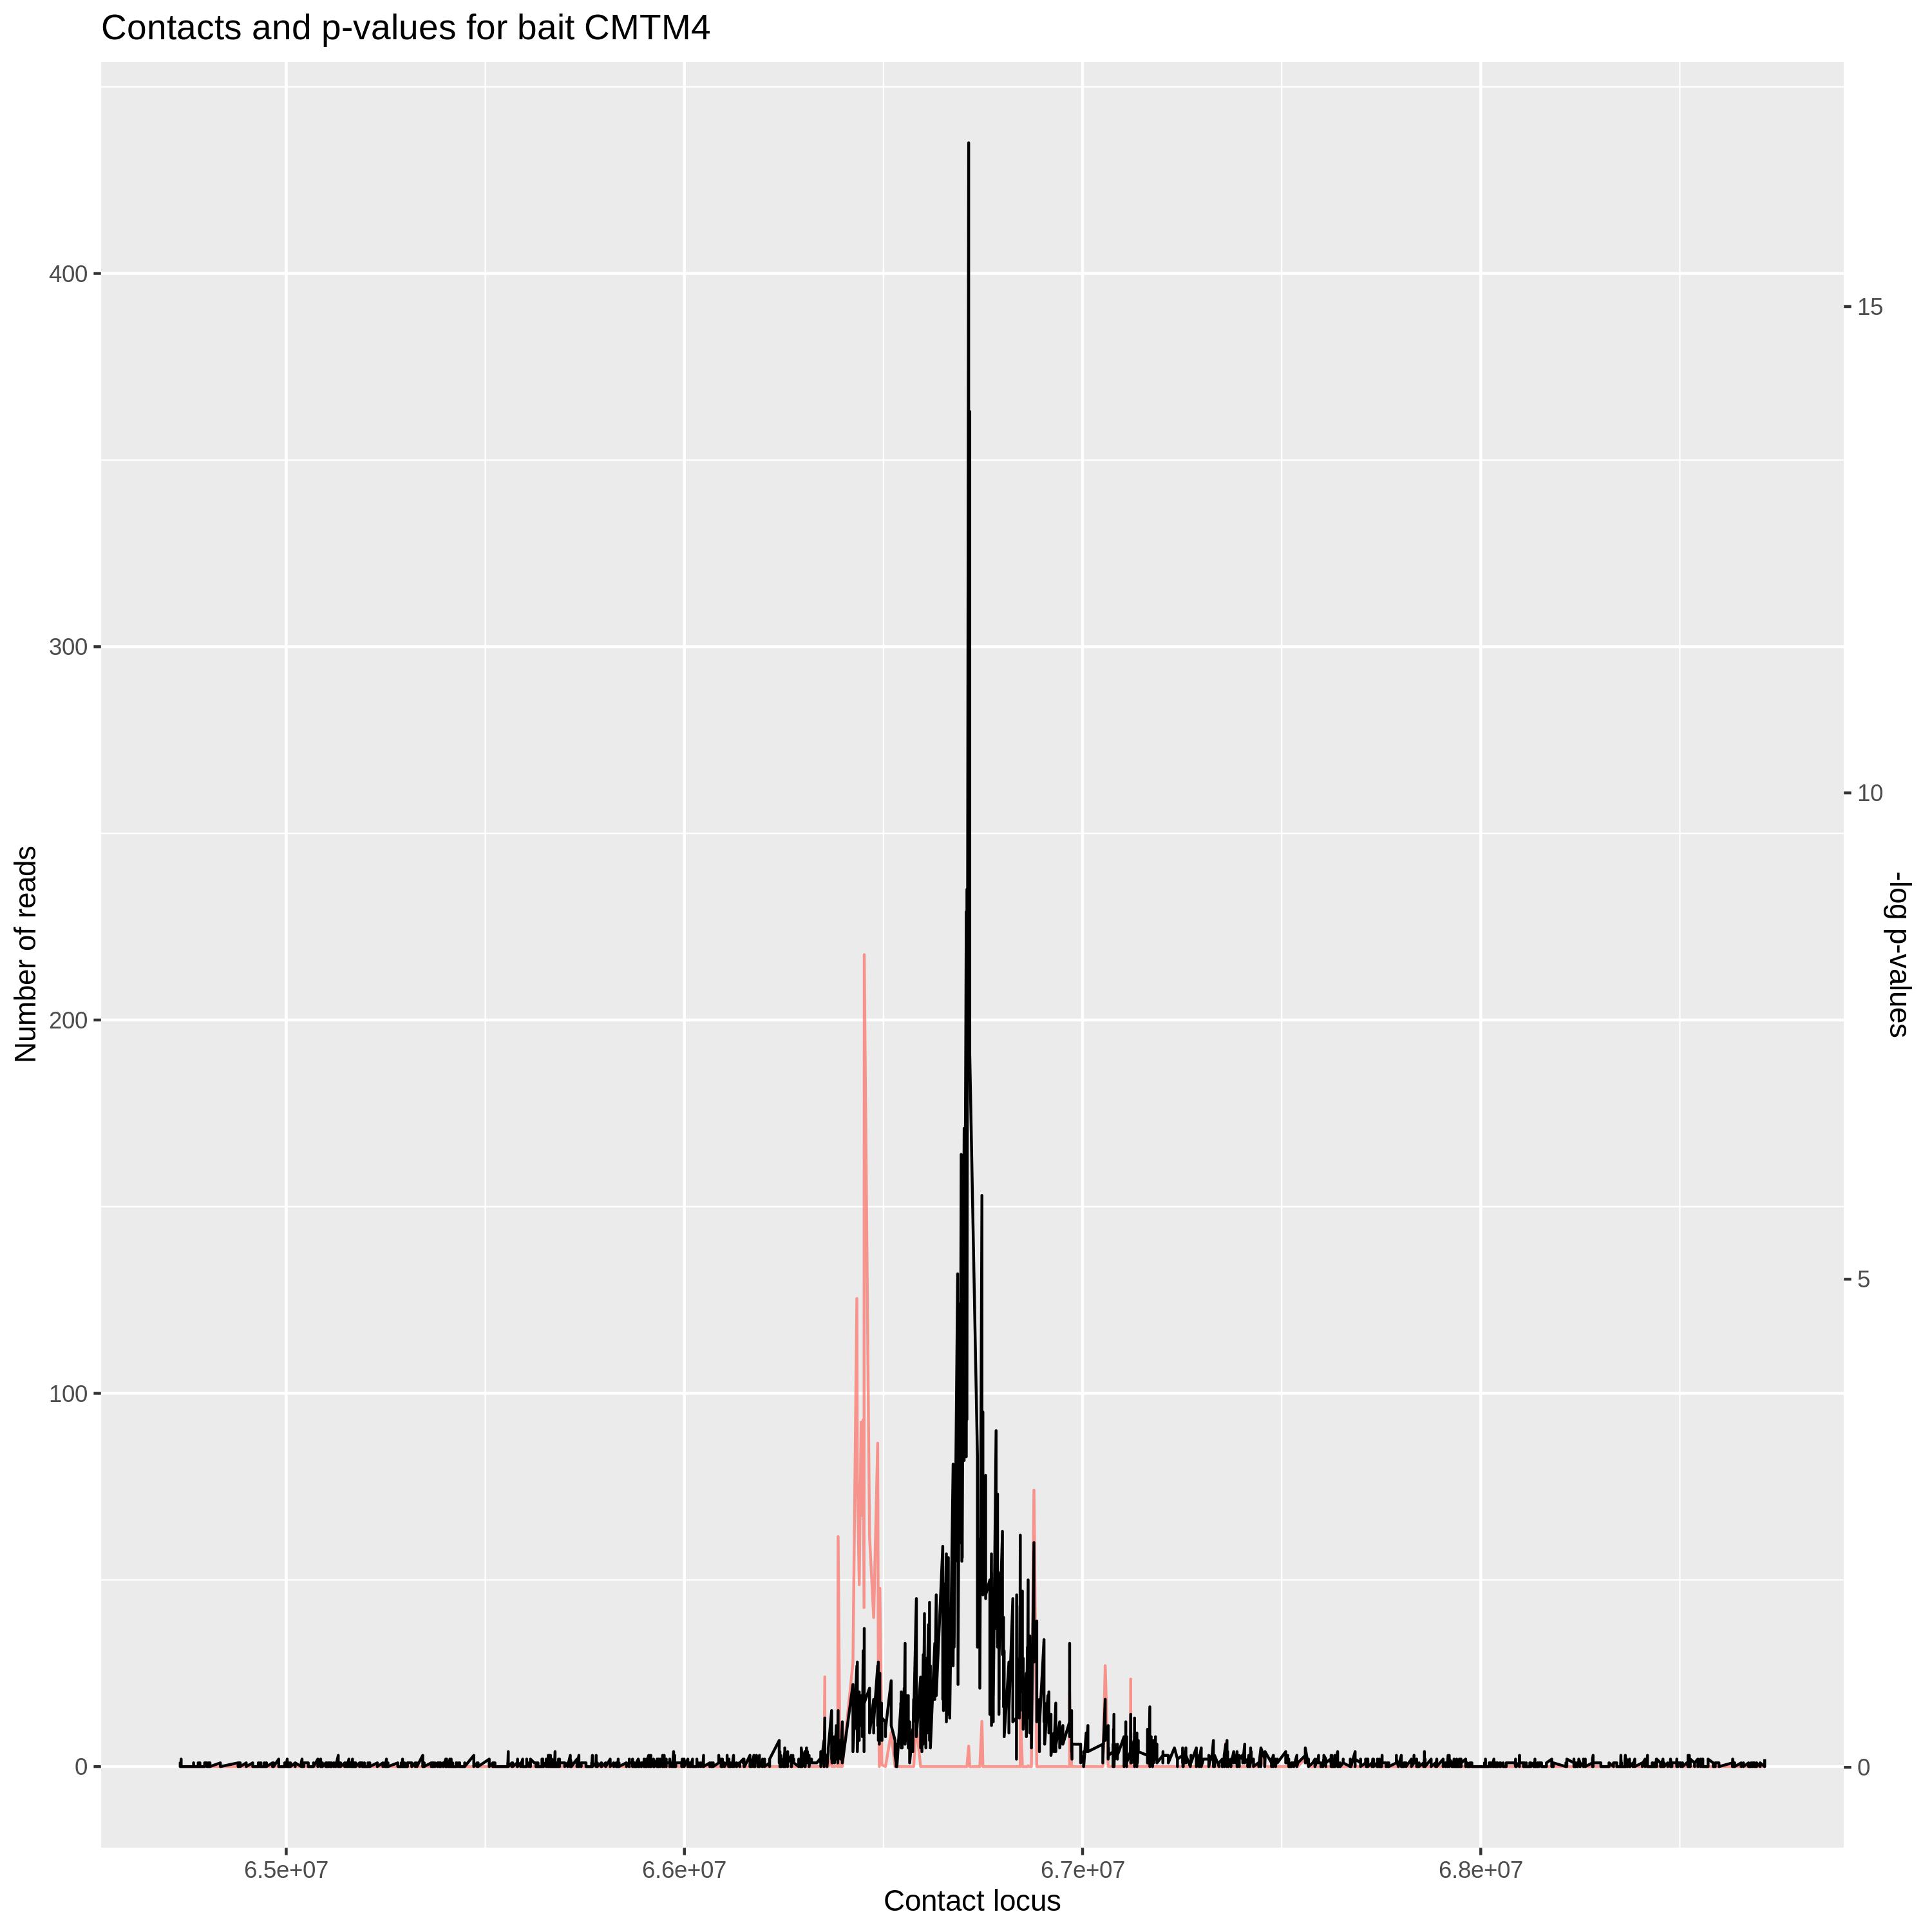 Contacts and p-values for bait CMTM4
400
300
200
100
0
Number of reads
15
10
5
0
-log p-values
6.5e+07
6.6e+07
6.7e+07
6.8e+07
Contact locus